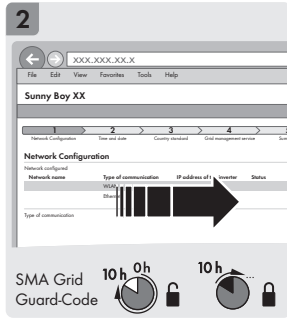 2
XXX.XXX.XX.X
File Edit View Favorites Tools Help
Sunny Boy XX
1 2 3 4
Network Configuration Time and date Country standard Grid management service
Network Configuration
Network configured
Network name Type of communication IP address of inverter Status
WLAN
Type of communication
SMA Grid
Guard-Code
10 h 0h
10 h ...